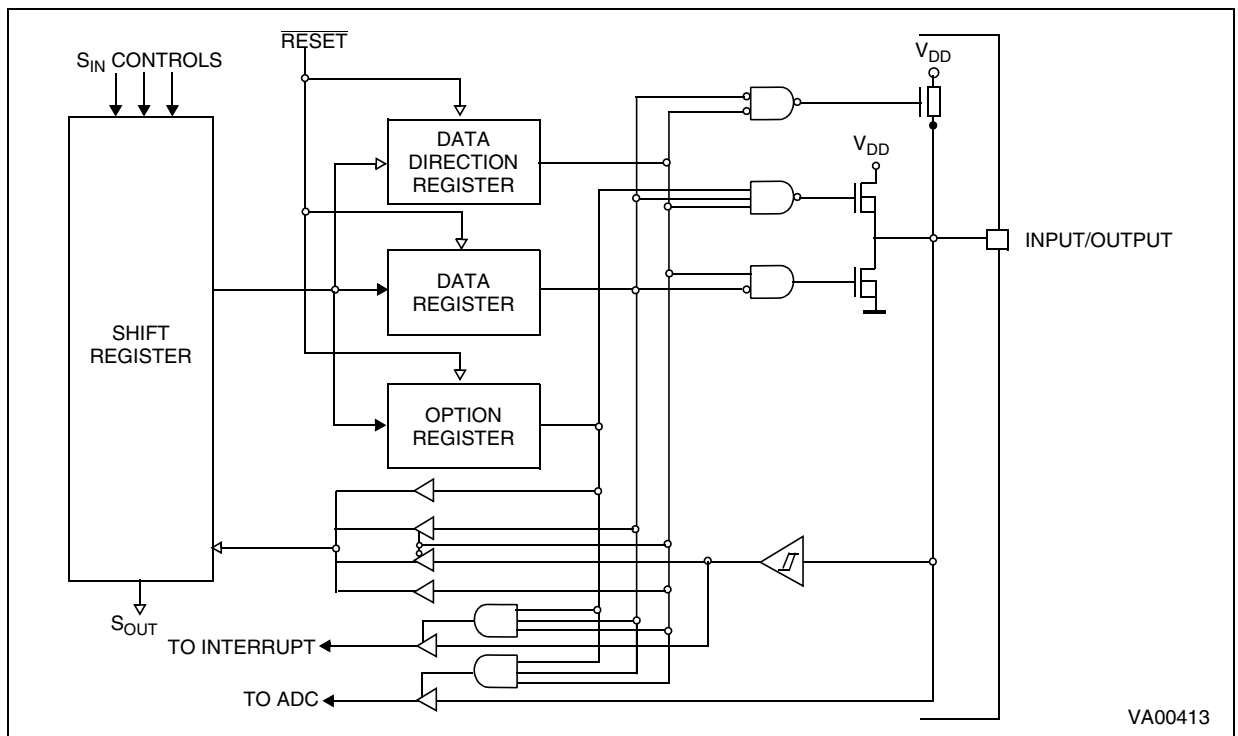 RESET
S_IN CONTROLS
V_DD
DATA
DIRECTION
REGISTER
V_DD
INPUT/OUTPUT
DATA
REGISTER
SHIFT
REGISTER
OPTION
REGISTER
S_OUT
TO INTERRUPT
TO ADC
VA00413